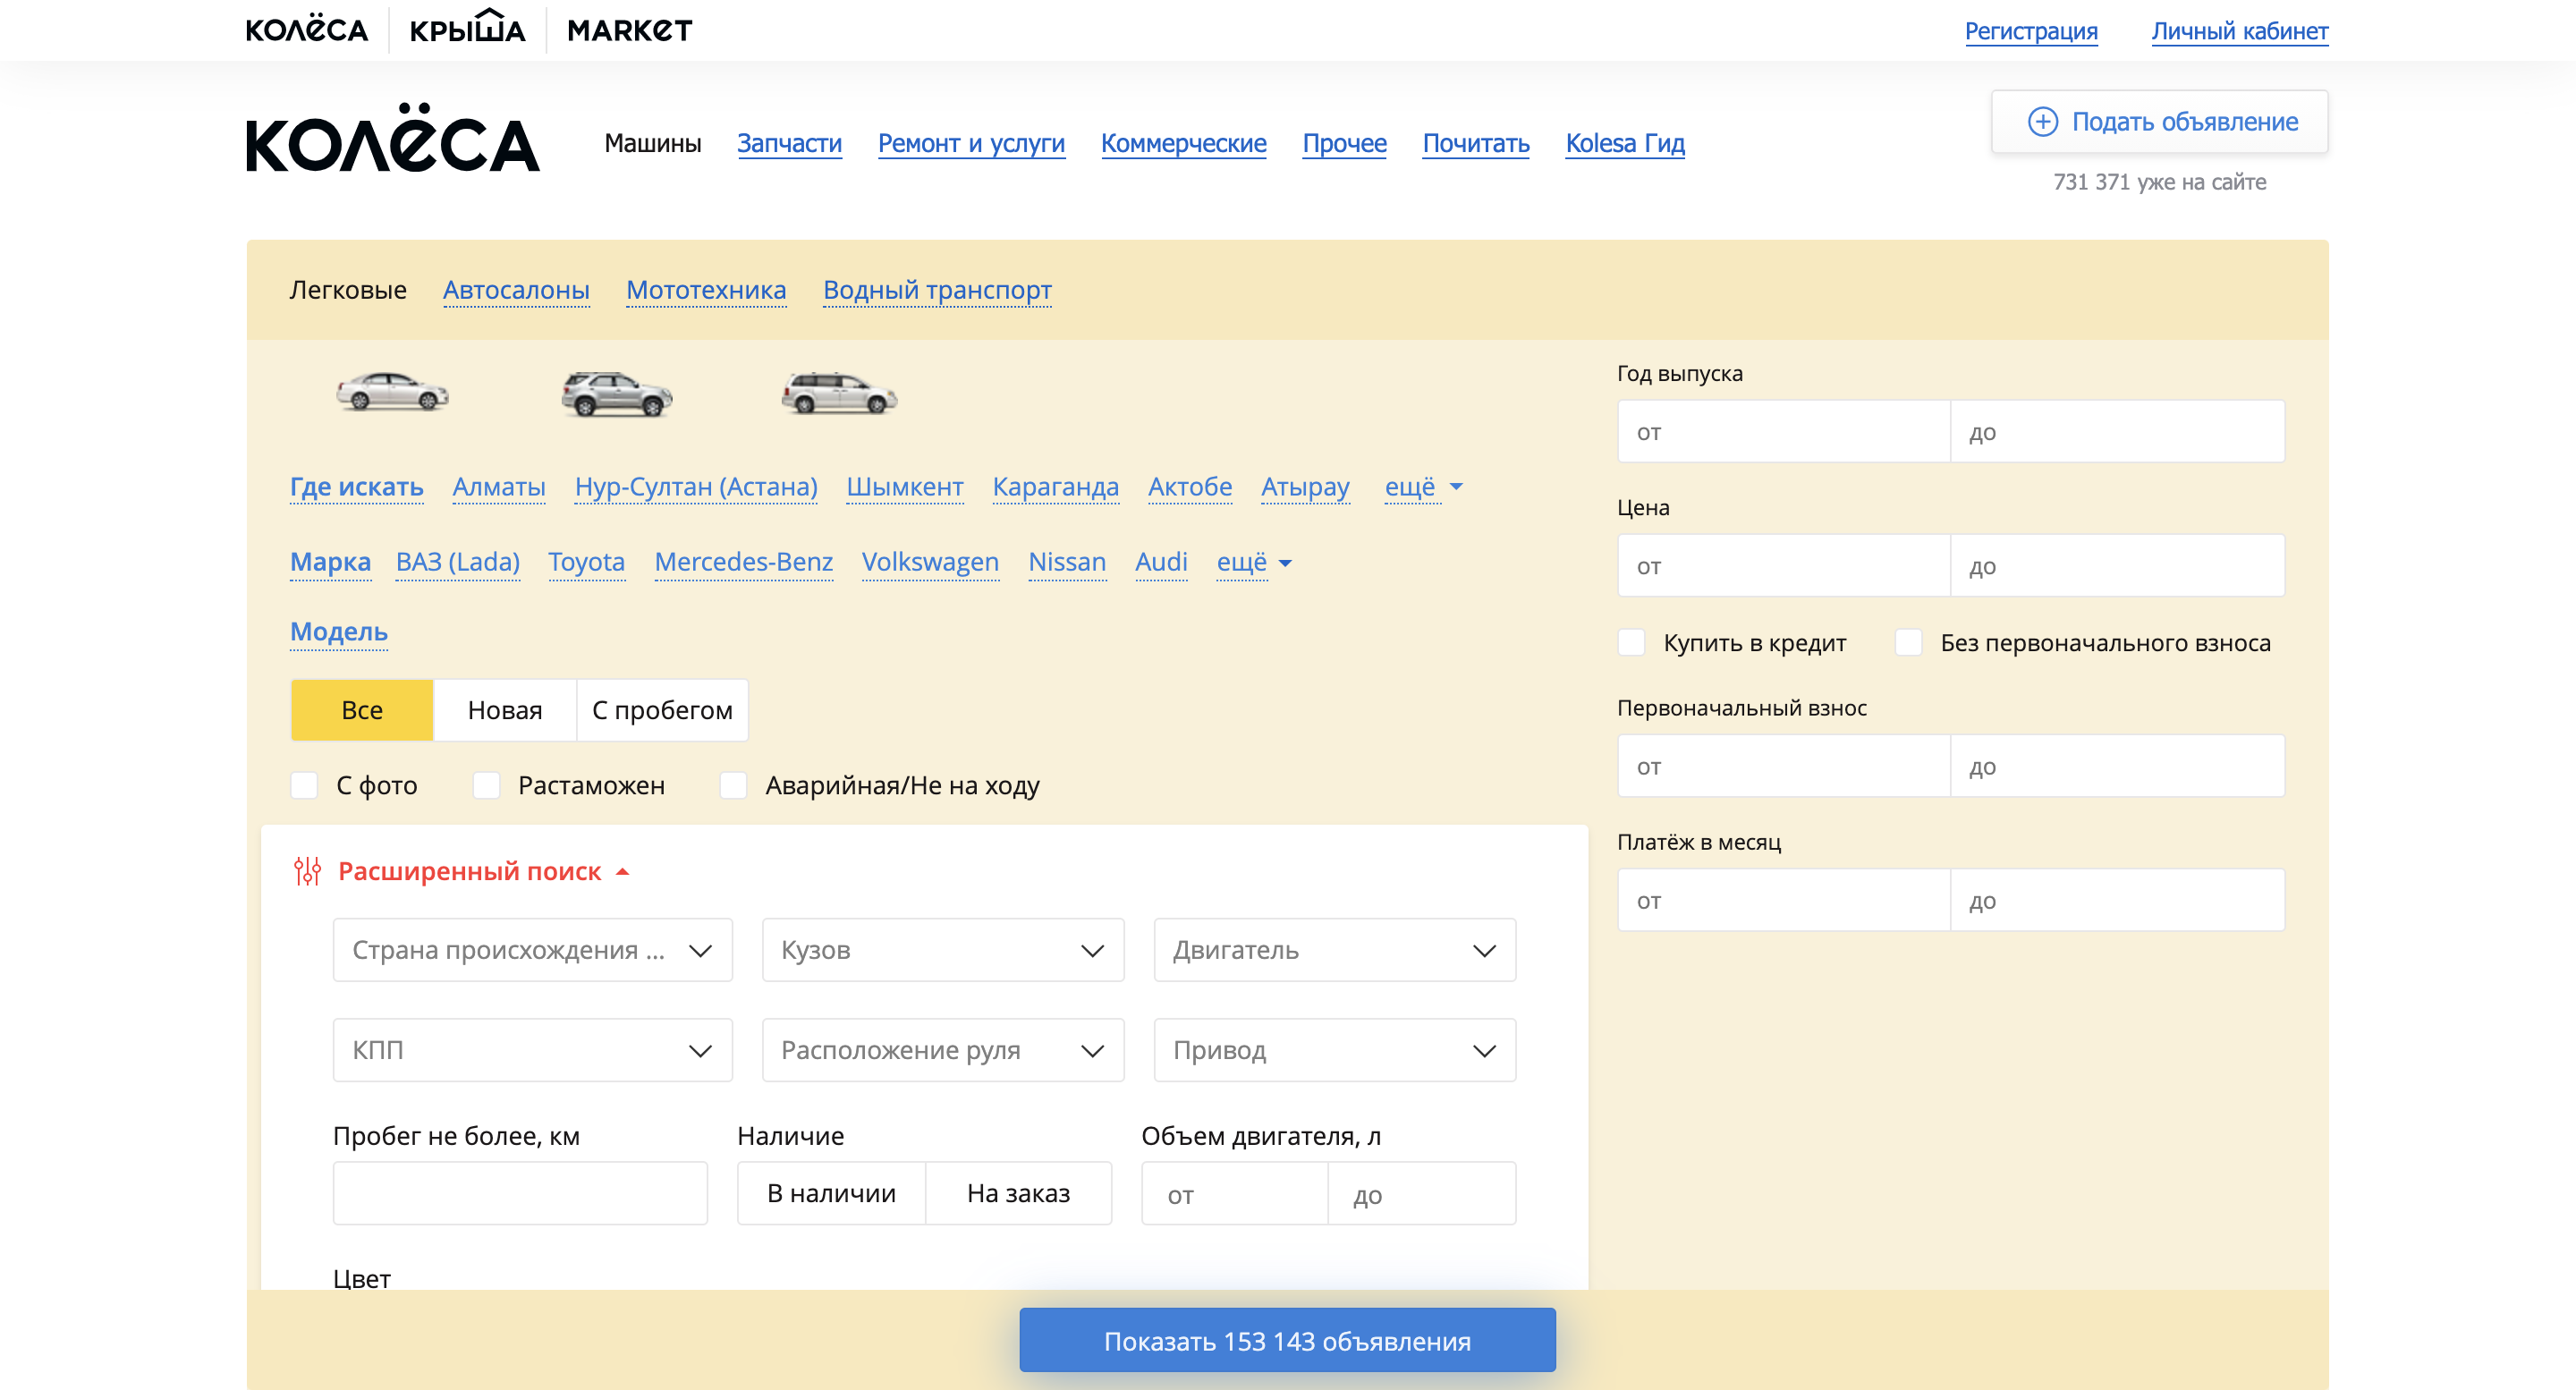 КОЛЁСА КРЫША MARKET Регистрация Личный кабинет
КОЛЁСА Машины Запчасти Ремонт и услуги Коммерческие Прочее Почитать Kolesa Гид Подать объявление
731 371 уже на сайте
Легковые Автосалоны Мототехника Водный транспорт
Где искать Алматы Нур-Султан (Астана) Шымкент Караганда Актобе Атырау ещё
Марка ВАЗ (Lada) Toyota Mercedes-Benz Volkswagen Nissan Audi ещё
Модель
Все Новая С пробегом
С фото Растаможен Аварийная/Не на ходу
Расширенный поиск
Страна происхождения ... Кузов Двигатель
КПП Расположение руля Привод
Пробег не более, км Наличие Объем двигателя, л
В наличии На заказ от до
Цвет
Год выпуска
от до
Цена
от до
Купить в кредит Без первоначального взноса
Первоначальный взнос
от до
Платёж в месяц
от до
Показать 153 143 объявления